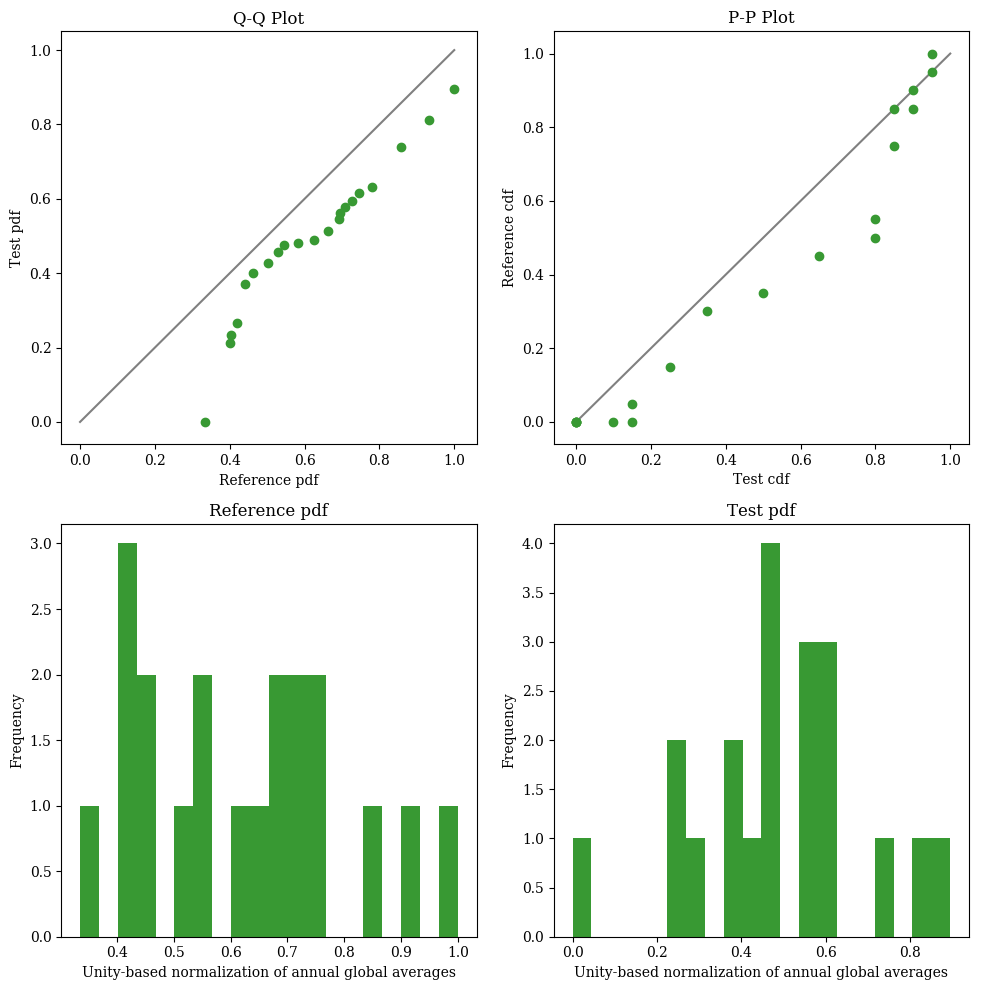 Q-Q Plot
1.0
0.8
0.6
0.4
0.2
0.0
Test pdf
0.0 0.2 0.4 0.6 0.8 1.0
Reference pdf
P-P Plot
1.0
0.8
0.6
0.4
0.2
0.0
Reference cdf
0.0 0.2 0.4 0.6 0.8 1.0
Test cdf
Reference pdf
3.0
2.5
2.0
1.5
1.0
0.5
0.0
Frequency
0.4 0.5 0.6 0.7 0.8 0.9 1.0
Unity-based normalization of annual global averages
Test pdf
4.0
3.5
3.0
2.5
2.0
1.5
1.0
0.5
0.0
Frequency
0.0 0.2 0.4 0.6 0.8
Unity-based normalization of annual global averages